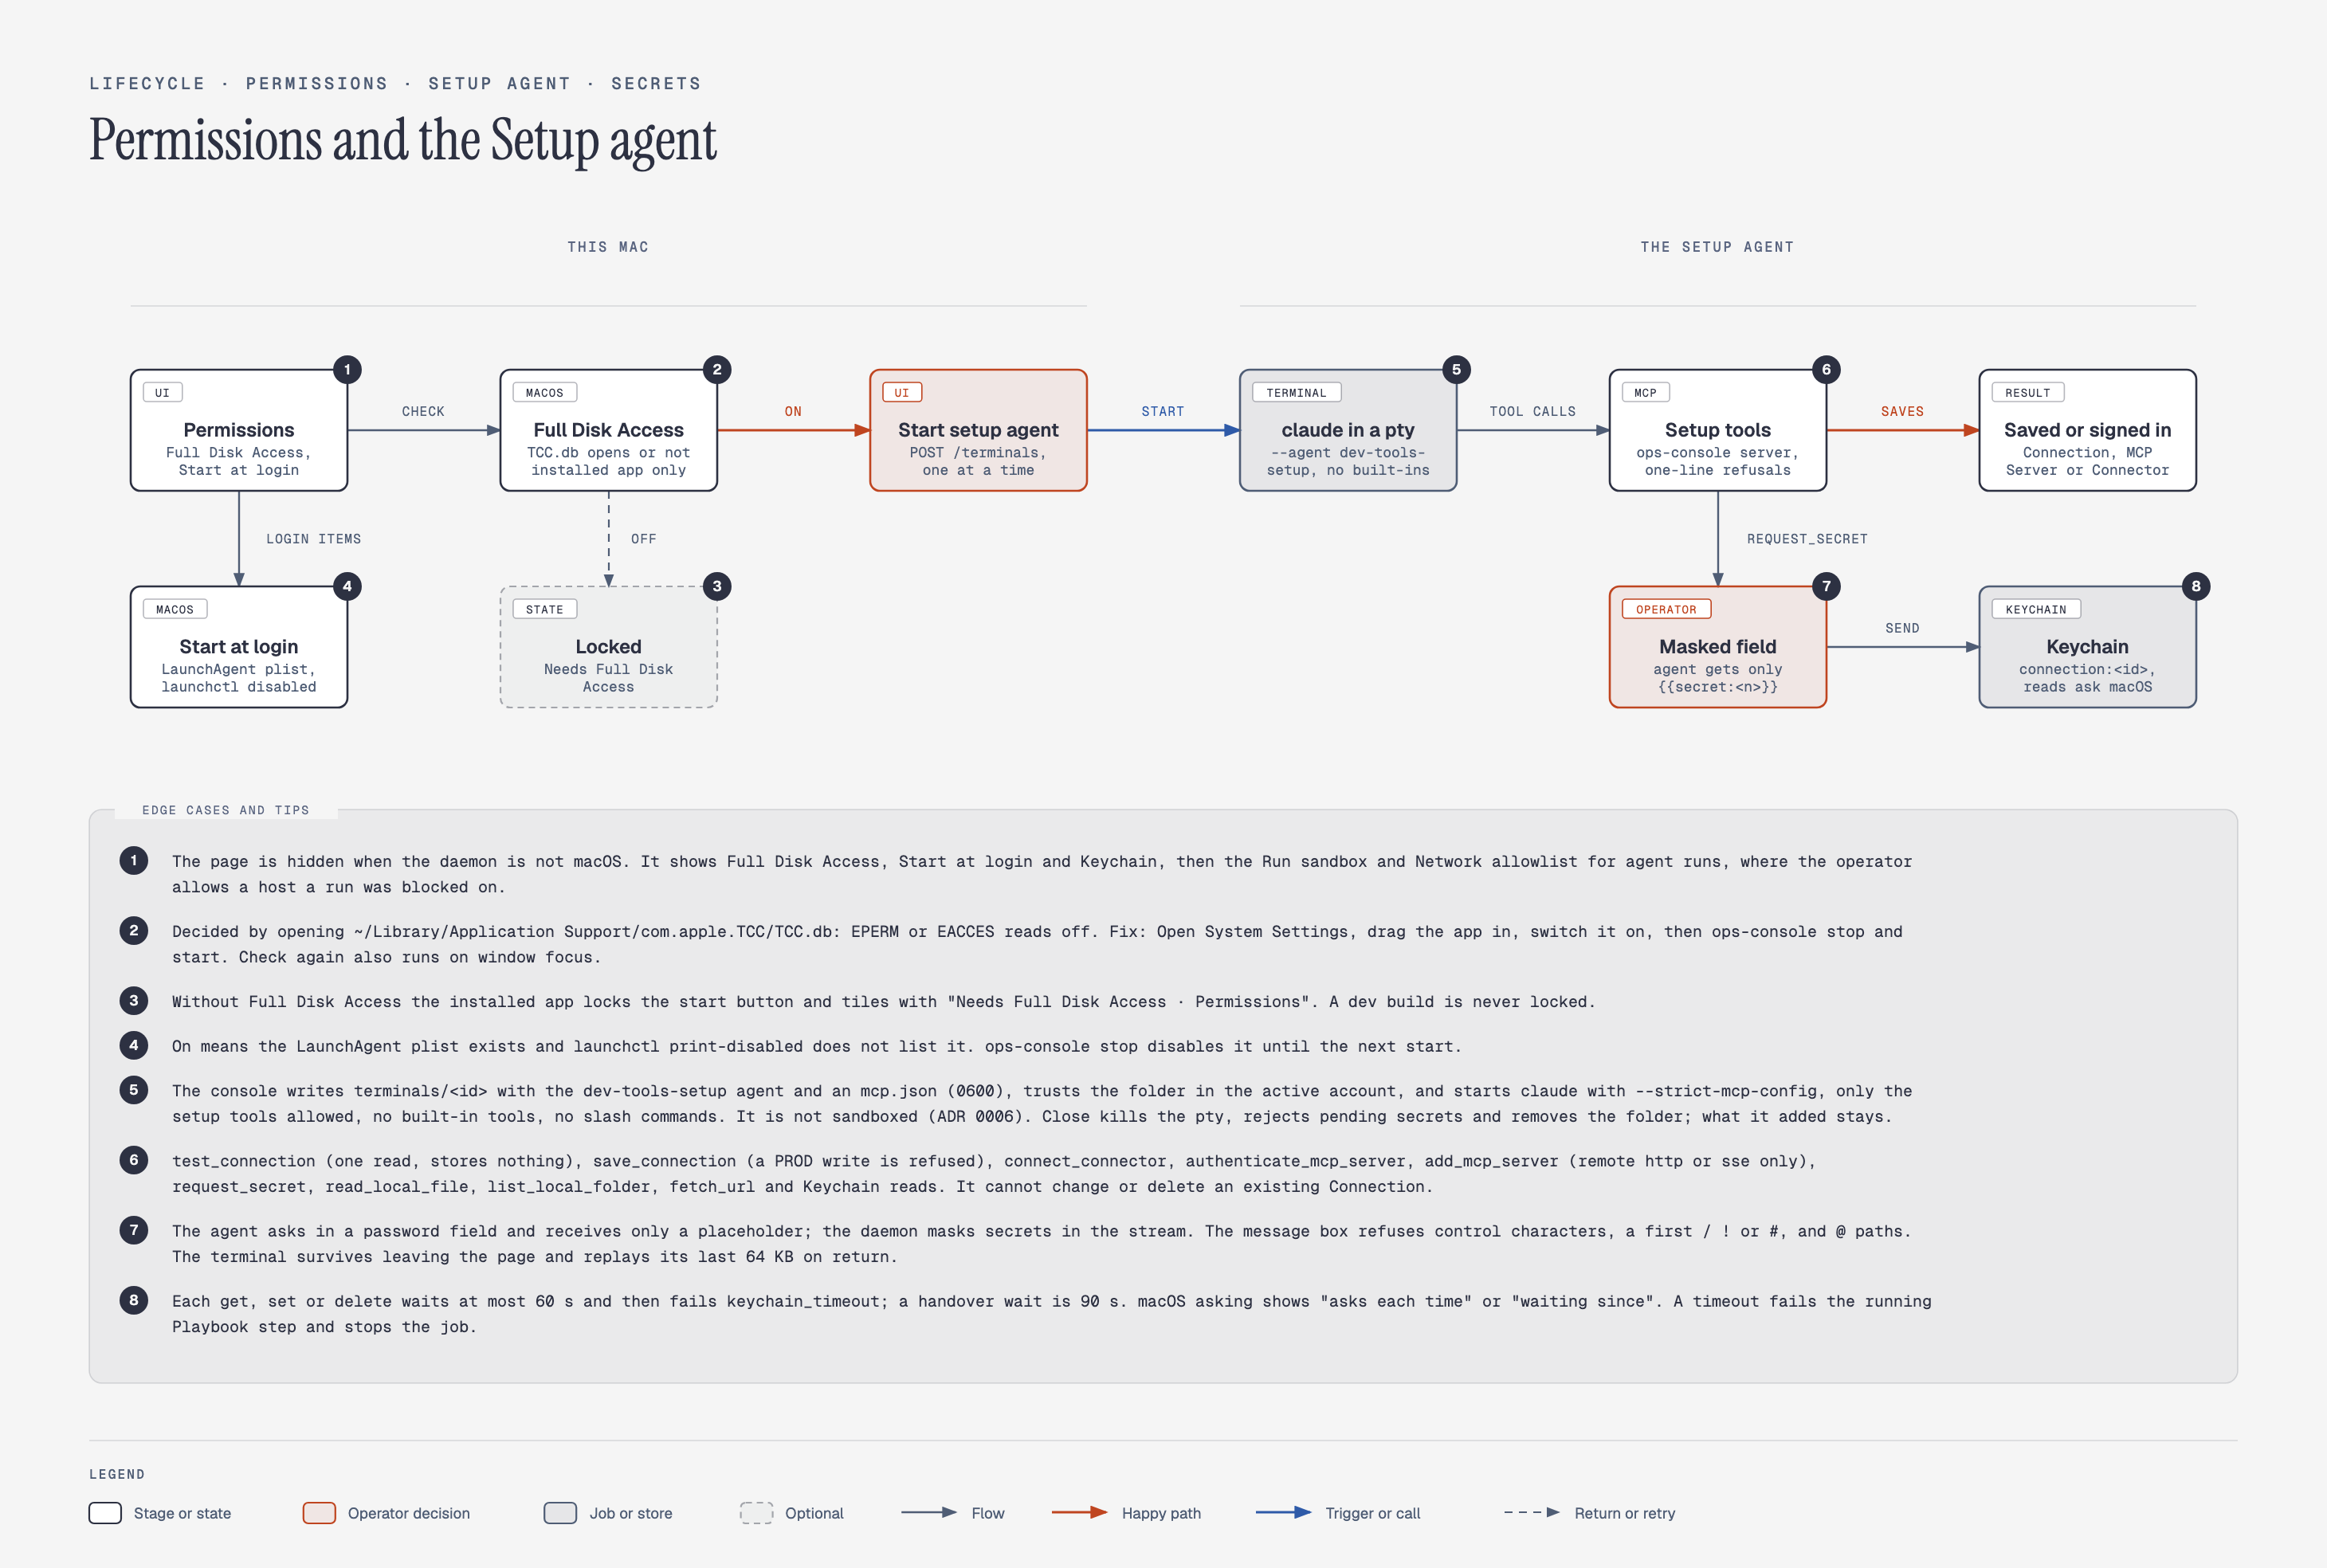 LIFECYCLE · PERMISSIONS · SETUP AGENT · SECRETS
Permissions and the Setup agent
THIS MAC
THE SETUP AGENT
1
UI
Permissions
Full Disk Access,
Start at login
CHECK
2
MACOS
Full Disk Access
TCC.db opens or not
installed app only
ON
UI
Start setup agent
POST /terminals,
one at a time
START
5
TERMINAL
claude in a pty
--agent dev-tools-
setup, no built-ins
TOOL CALLS
6
MCP
Setup tools
ops-console server,
one-line refusals
SAVES
RESULT
Saved or signed in
Connection, MCP
Server or Connector
LOGIN ITEMS
OFF
REQUEST_SECRET
4
MACOS
Start at login
LaunchAgent plist,
launchctl disabled
3
STATE
Locked
Needs Full Disk
Access
7
OPERATOR
Masked field
agent gets only
{{secret:<n>}}
SEND
8
KEYCHAIN
Keychain
connection:<id>,
reads ask macOS
EDGE CASES AND TIPS
1 The page is hidden when the daemon is not macOS. It shows Full Disk Access, Start at login and Keychain, then the Run sandbox and Network allowlist for agent runs, where the operator
allows a host a run was blocked on.
2 Decided by opening ~/Library/Application Support/com.apple.TCC/TCC.db: EPERM or EACCES reads off. Fix: Open System Settings, drag the app in, switch it on, then ops-console stop and
start. Check again also runs on window focus.
3 Without Full Disk Access the installed app locks the start button and tiles with "Needs Full Disk Access · Permissions". A dev build is never locked.
4 On means the LaunchAgent plist exists and launchctl print-disabled does not list it. ops-console stop disables it until the next start.
5 The console writes terminals/<id> with the dev-tools-setup agent and an mcp.json (0600), trusts the folder in the active account, and starts claude with --strict-mcp-config, only the
setup tools allowed, no built-in tools, no slash commands. It is not sandboxed (ADR 0006). Close kills the pty, rejects pending secrets and removes the folder; what it added stays.
6 test_connection (one read, stores nothing), save_connection (a PROD write is refused), connect_connector, authenticate_mcp_server, add_mcp_server (remote http or sse only),
request_secret, read_local_file, list_local_folder, fetch_url and Keychain reads. It cannot change or delete an existing Connection.
7 The agent asks in a password field and receives only a placeholder; the daemon masks secrets in the stream. The message box refuses control characters, a first / ! or #, and @ paths.
The terminal survives leaving the page and replays its last 64 KB on return.
8 Each get, set or delete waits at most 60 s and then fails keychain_timeout; a handover wait is 90 s. macOS asking shows "asks each time" or "waiting since". A timeout fails the running
Playbook step and stops the job.
LEGEND
Stage or state
Operator decision
Job or store
Optional
Flow
Happy path
Trigger or call
Return or retry